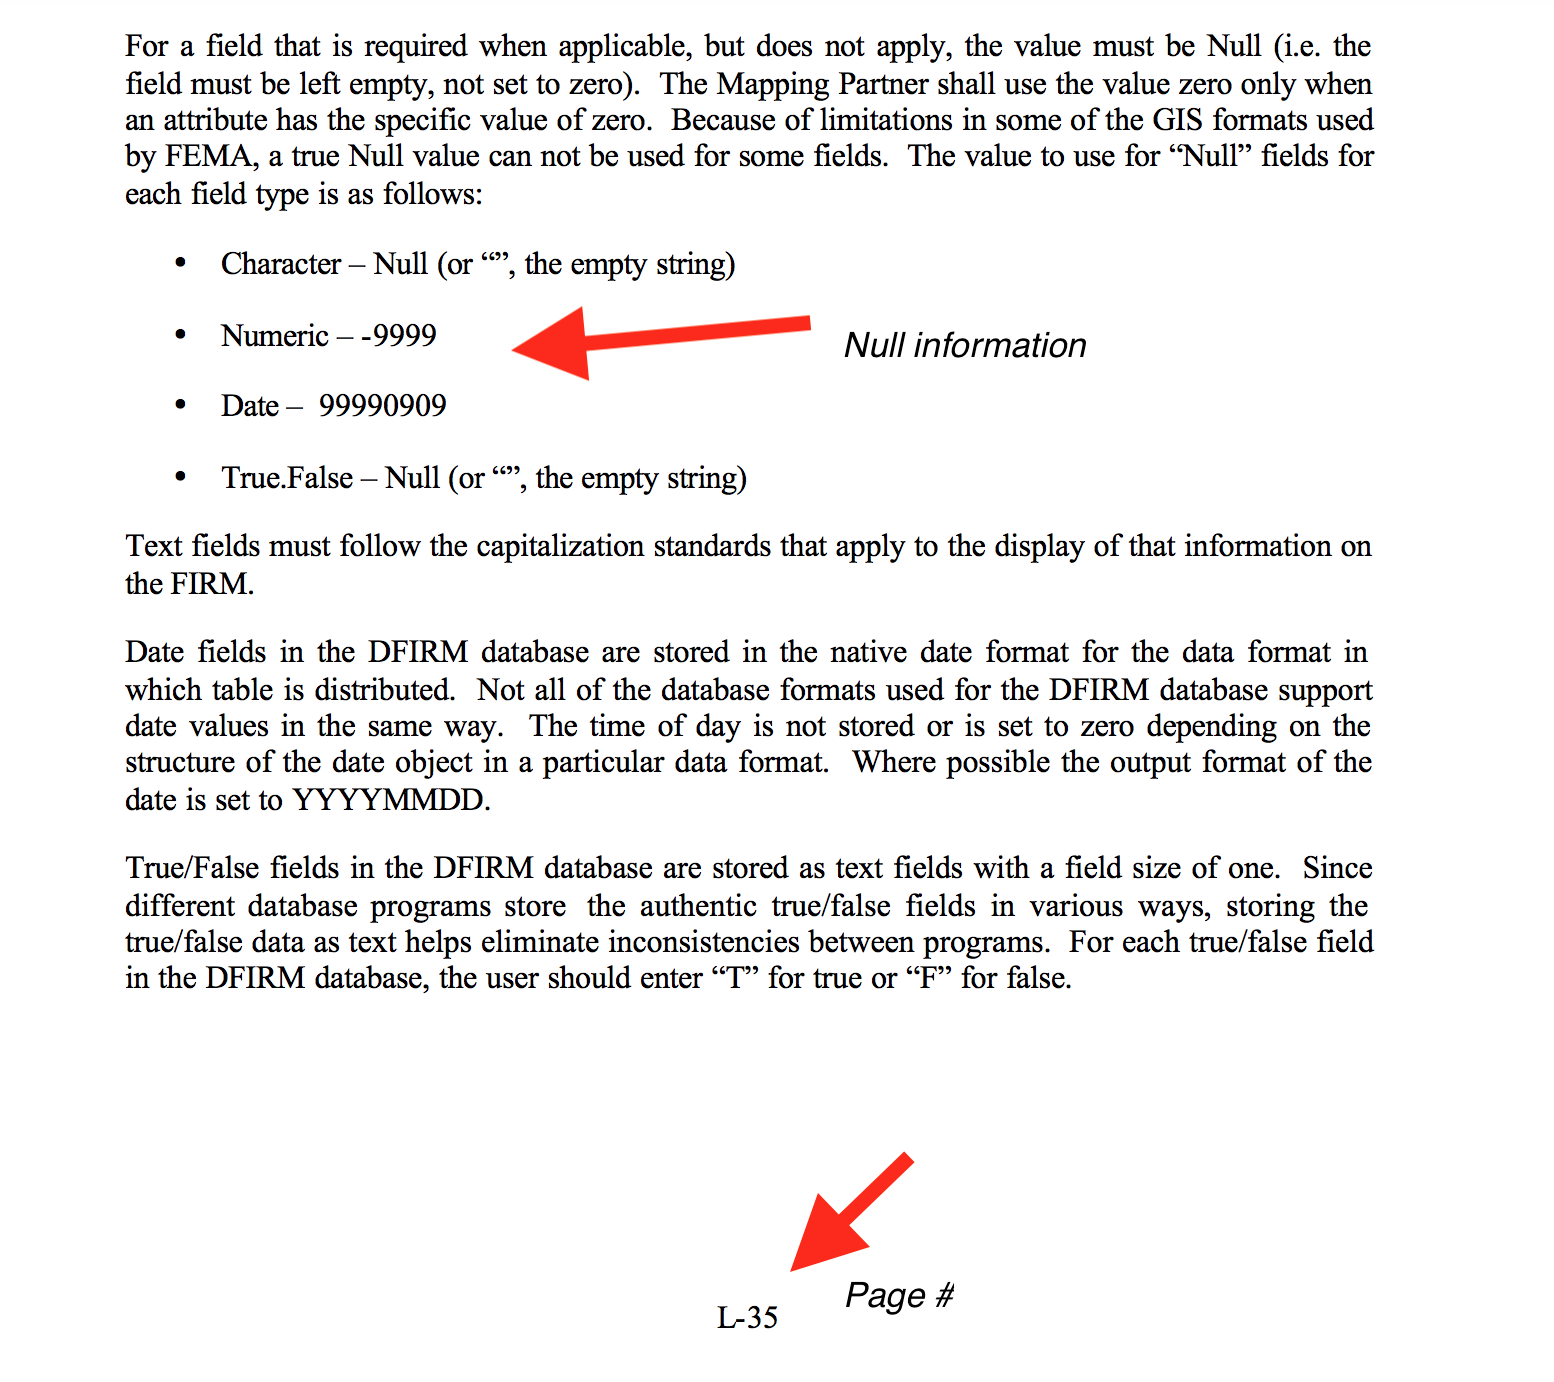 For a field that is required when applicable, but does not apply, the value must be Null (i.e. the
field must be left empty, not set to zero).  The Mapping Partner shall use the value zero only when
an attribute has the specific value of zero.  Because of limitations in some of the GIS formats used
by FEMA, a true Null value can not be used for some fields.  The value to use for “Null” fields for
each field type is as follows:
• Character – Null (or “”, the empty string)
• Numeric – -9999
Null information
• Date –  99990909
• True.False – Null (or “”, the empty string)
Text fields must follow the capitalization standards that apply to the display of that information on
the FIRM.
Date fields in the DFIRM database are stored in the native date format for the data format in
which table is distributed.  Not all of the database formats used for the DFIRM database support
date values in the same way.  The time of day is not stored or is set to zero depending on the
structure of the date object in a particular data format.  Where possible the output format of the
date is set to YYYYMMDD.
True/False fields in the DFIRM database are stored as text fields with a field size of one.  Since
different database programs store  the authentic true/false fields in various ways, storing the
true/false data as text helps eliminate inconsistencies between programs.  For each true/false field
in the DFIRM database, the user should enter “T” for true or “F” for false.
Page #
L-35